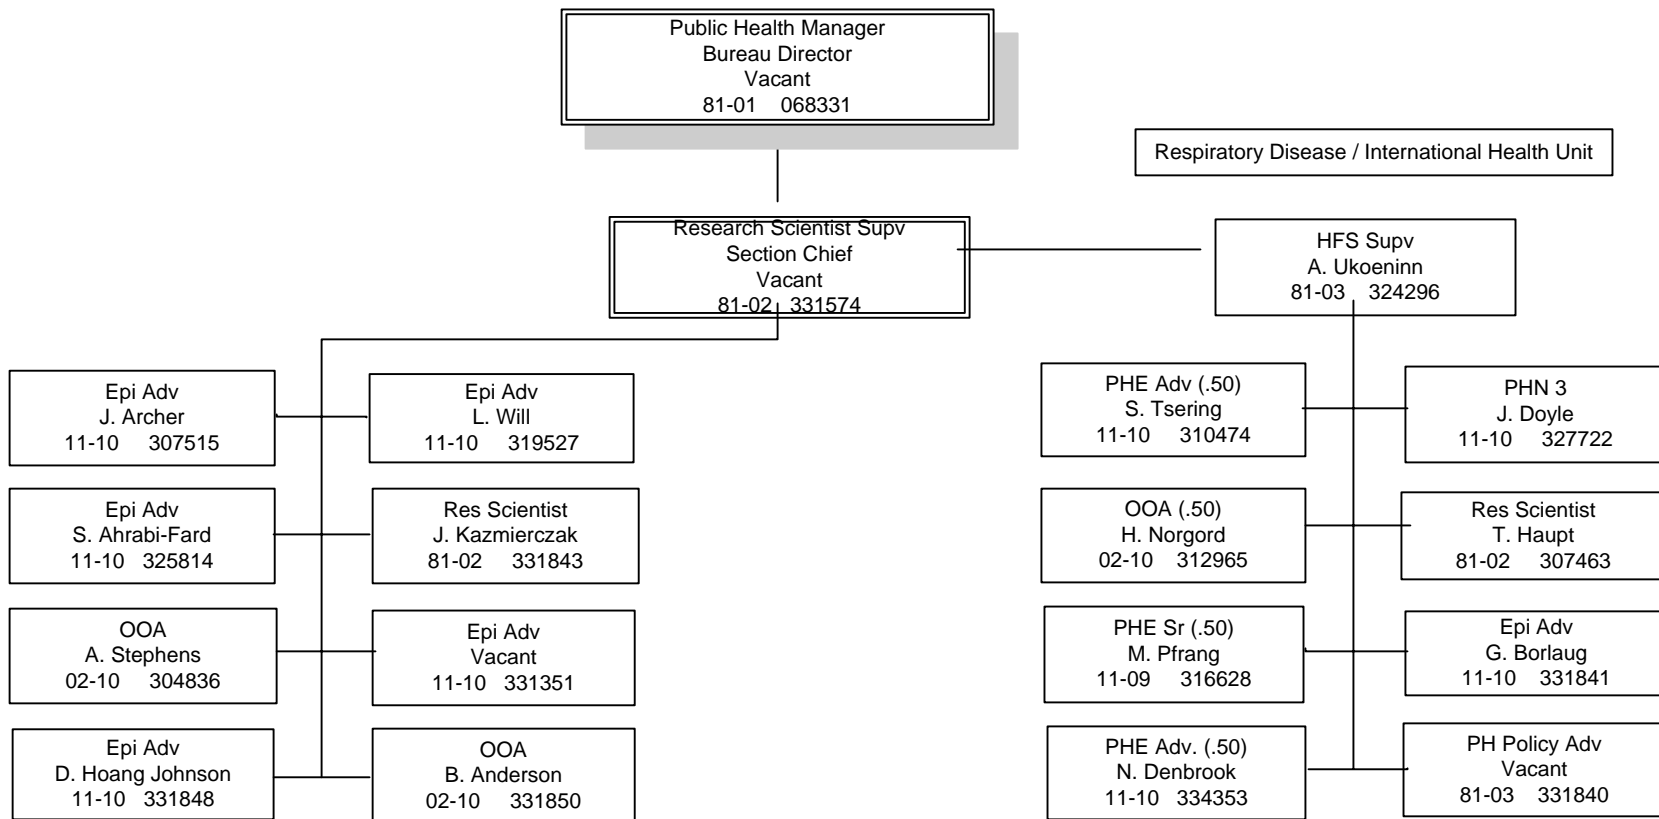 Public Health Manager
Bureau Director
Vacant
81-01 068331
Respiratory Disease / International Health Unit
Research Scientist Supv
Section Chief
Vacant
81-02 331574
HFS Supv
A. Ukoeninn
81-03 324296
Epi Adv
J. Archer
11-10 307515
Epi Adv
L. Will
11-10 319527
PHE Adv (.50)
S. Tsering
11-10 310474
PHN 3
J. Doyle
11-10 327722
Epi Adv
S. Ahrabi-Fard
11-10 325814
Res Scientist
J. Kazmierczak
81-02 331843
OOA (.50)
H. Norgord
02-10 312965
Res Scientist
T. Haupt
81-02 307463
OOA
A. Stephens
02-10 304836
Epi Adv
Vacant
11-10 331351
PHE Sr (.50)
M. Pfrang
11-09 316628
Epi Adv
G. Borlaug
11-10 331841
Epi Adv
D. Hoang Johnson
11-10 331848
OOA
B. Anderson
02-10 331850
PHE Adv. (.50)
N. Denbrook
11-10 334353
PH Policy Adv
Vacant
81-03 331840